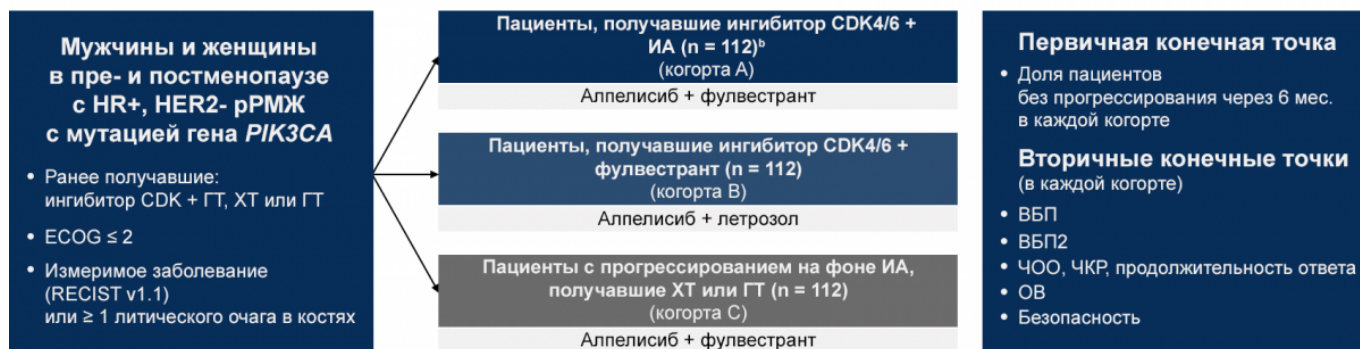 Мужчины и женщины
в пре- и постменопаузе
с HR+, HER2- рРМЖ
с мутацией гена PIK3CA
• Ранее получавшие:
ингибитор CDK + ГТ, ХТ или ГТ
• ECOG ≤ 2
• Измеримое заболевание
(RECIST v1.1)
или ≥ 1 литического очага в костях
Пациенты, получавшие ингибитор CDK4/6 +
ИА (n = 112)ᵇ
(когорта A)
Алпелисиб + фулвестрант
Пациенты, получавшие ингибитор CDK4/6 +
фулвестрант (n = 112)
(когорта B)
Алпелисиб + летрозол
Пациенты с прогрессированием на фоне ИА,
получавшие ХТ или ГТ (n = 112)
(когорта C)
Алпелисиб + фулвестрант
Первичная конечная точка
• Доля пациентов
без прогрессирования через 6 мес.
в каждой когорте
Вторичные конечные точки
(в каждой когорте)
• ВБП
• ВБП2
• ЧОО, ЧКР, продолжительность ответа
• ОВ
• Безопасность